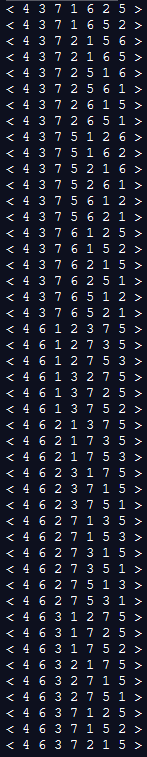 < 4 3 7 1 6 2 5 >
< 4 3 7 1 6 5 2 >
< 4 3 7 2 1 5 6 >
< 4 3 7 2 1 6 5 >
< 4 3 7 2 5 1 6 >
< 4 3 7 2 5 6 1 >
< 4 3 7 2 6 1 5 >
< 4 3 7 2 6 5 1 >
< 4 3 7 5 1 2 6 >
< 4 3 7 5 1 6 2 >
< 4 3 7 5 2 1 6 >
< 4 3 7 5 2 6 1 >
< 4 3 7 5 6 1 2 >
< 4 3 7 5 6 2 1 >
< 4 3 7 6 1 2 5 >
< 4 3 7 6 1 5 2 >
< 4 3 7 6 2 1 5 >
< 4 3 7 6 2 5 1 >
< 4 3 7 6 5 1 2 >
< 4 3 7 6 5 2 1 >
< 4 6 1 2 3 7 5 >
< 4 6 1 2 7 3 5 >
< 4 6 1 2 7 5 3 >
< 4 6 1 3 2 7 5 >
< 4 6 1 3 7 2 5 >
< 4 6 1 3 7 5 2 >
< 4 6 2 1 3 7 5 >
< 4 6 2 1 7 3 5 >
< 4 6 2 1 7 5 3 >
< 4 6 2 3 1 7 5 >
< 4 6 2 3 7 1 5 >
< 4 6 2 3 7 5 1 >
< 4 6 2 7 1 3 5 >
< 4 6 2 7 1 5 3 >
< 4 6 2 7 3 1 5 >
< 4 6 2 7 3 5 1 >
< 4 6 2 7 5 1 3 >
< 4 6 2 7 5 3 1 >
< 4 6 3 1 2 7 5 >
< 4 6 3 1 7 2 5 >
< 4 6 3 1 7 5 2 >
< 4 6 3 2 1 7 5 >
< 4 6 3 2 7 1 5 >
< 4 6 3 2 7 5 1 >
< 4 6 3 7 1 2 5 >
< 4 6 3 7 1 5 2 >
< 4 6 3 7 2 1 5 >